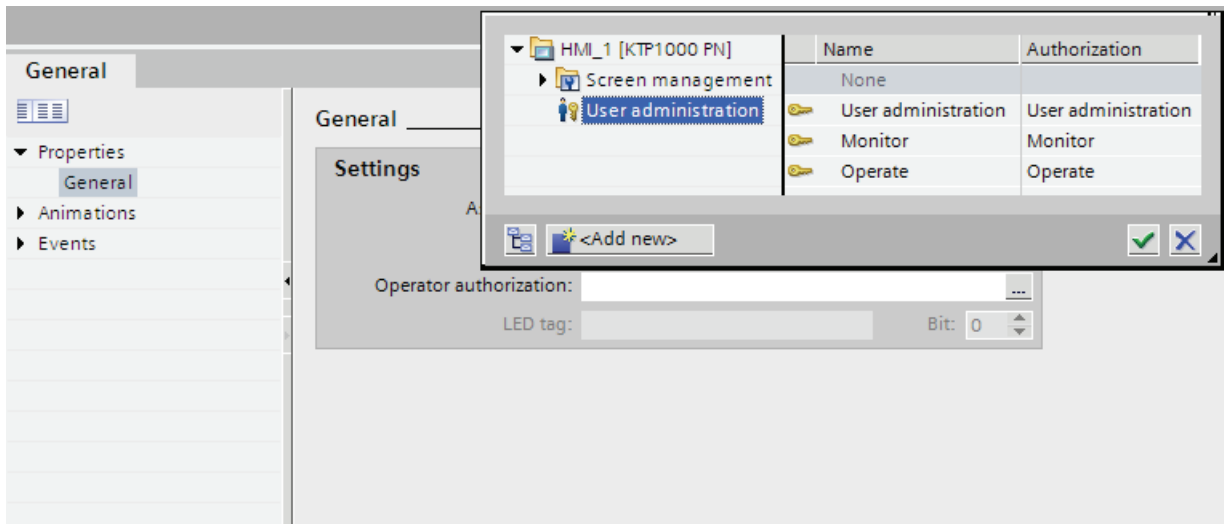 General
Properties
General
Animations
Events
General
Settings
Operator authorization:
LED tag:
Bit: 0
HMI_1 [KTP1000 PN]
Screen management
User administration
Name Authorization
None
User administration User administration
Monitor Monitor
Operate Operate
<Add new>
...